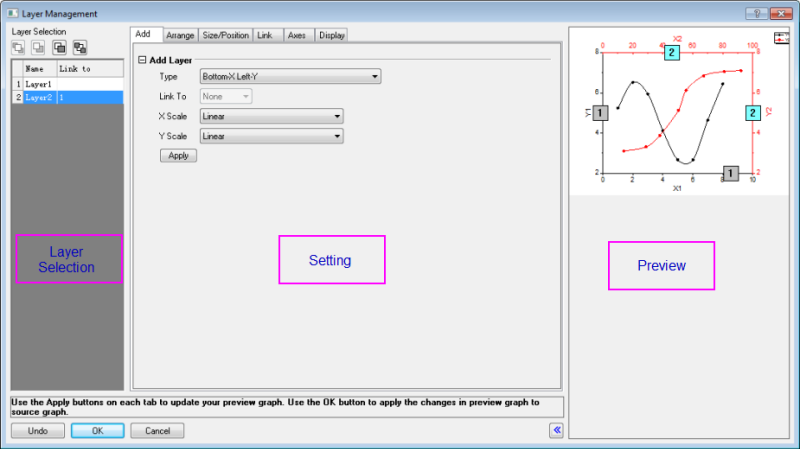 Layer Management
Layer Selection
Name Link to
1 Layer1
2 Layer2 1
Add Arrange Size/Position Link Axes Display
Add Layer
Type Bottom-X Left-Y
Link To None
X Scale Linear
Y Scale Linear
Apply
Layer
Selection
Setting
Preview
X2
0 20 40 60 80 100
2
8 8
6 6
Y1 1 2 Y2
4 4
2 2
1
0 2 4 6 8 10
X1
Use the Apply buttons on each tab to update your preview graph. Use the OK button to apply the changes in preview graph to
source graph.
Undo OK Cancel